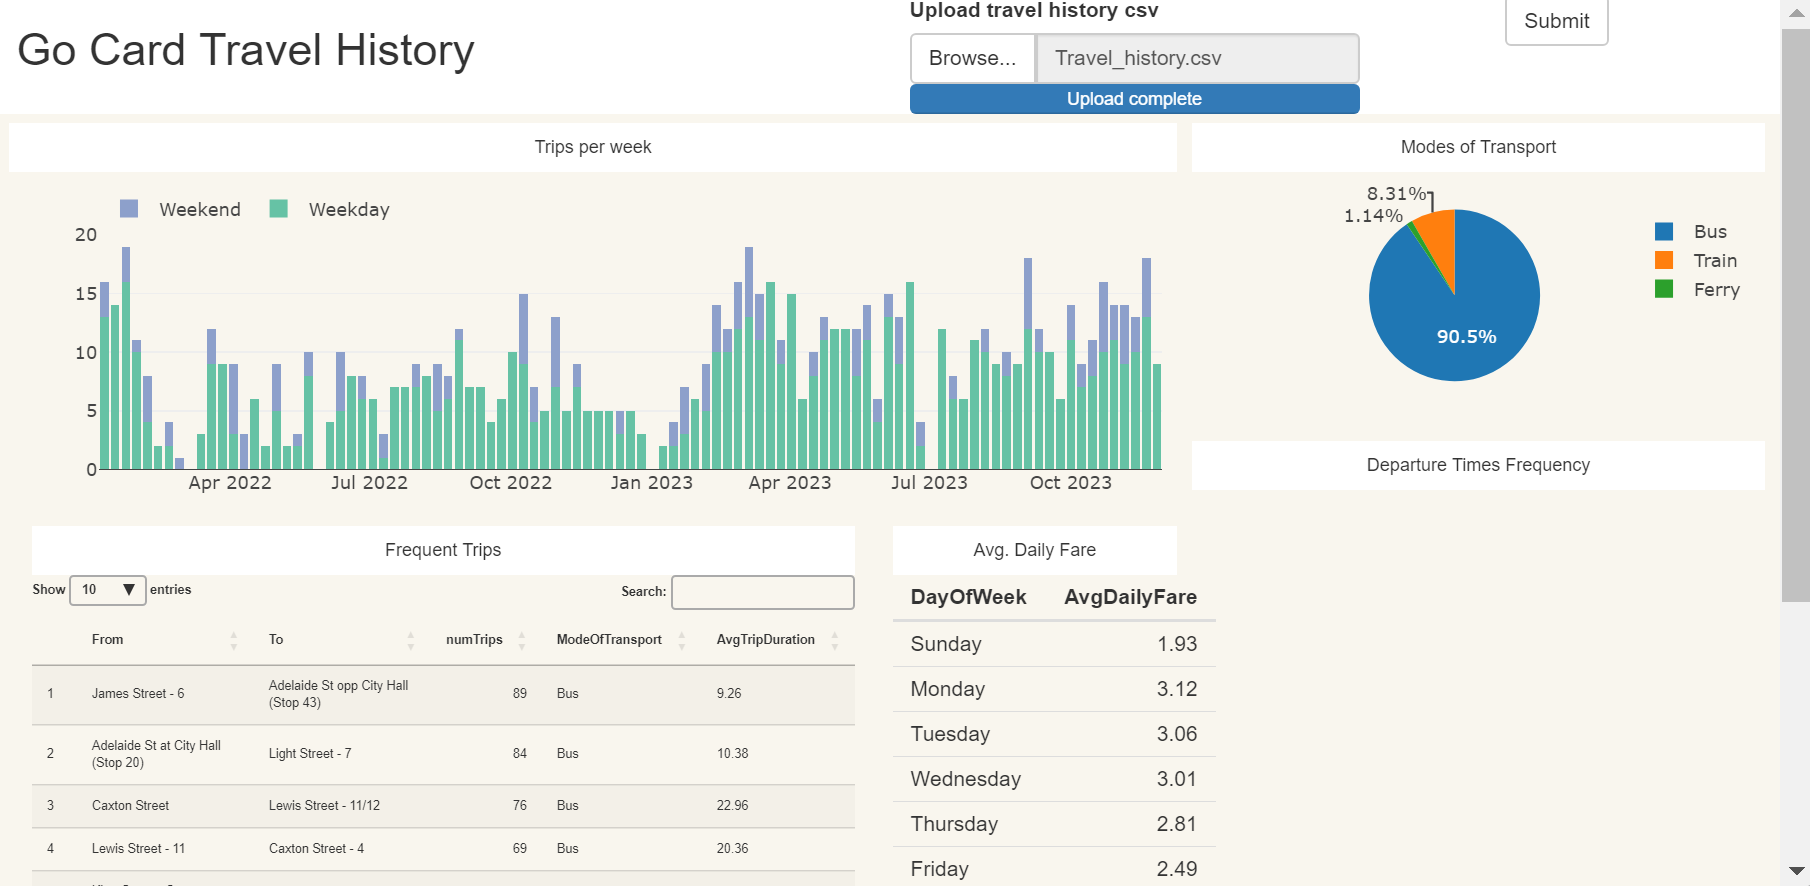 Go Card Travel History
Upload travel history csv
Browse... Travel_history.csv
Upload complete
Submit
Trips per week
Weekend Weekday
20
15
10
5
0
Apr 2022 Jul 2022 Oct 2022 Jan 2023 Apr 2023 Jul 2023 Oct 2023
Modes of Transport
8.31%
1.14%
90.5%
Bus
Train
Ferry
Departure Times Frequency
Frequent Trips
Show 10 entries Search:
From To numTrips ModeOfTransport AvgTripDuration
1 James Street - 6 Adelaide St opp City Hall (Stop 43) 89 Bus 9.26
2 Adelaide St at City Hall (Stop 20) Light Street - 7 84 Bus 10.38
3 Caxton Street Lewis Street - 11/12 76 Bus 22.96
4 Lewis Street - 11 Caxton Street - 4 69 Bus 20.36
Avg. Daily Fare
DayOfWeek AvgDailyFare
Sunday 1.93
Monday 3.12
Tuesday 3.06
Wednesday 3.01
Thursday 2.81
Friday 2.49